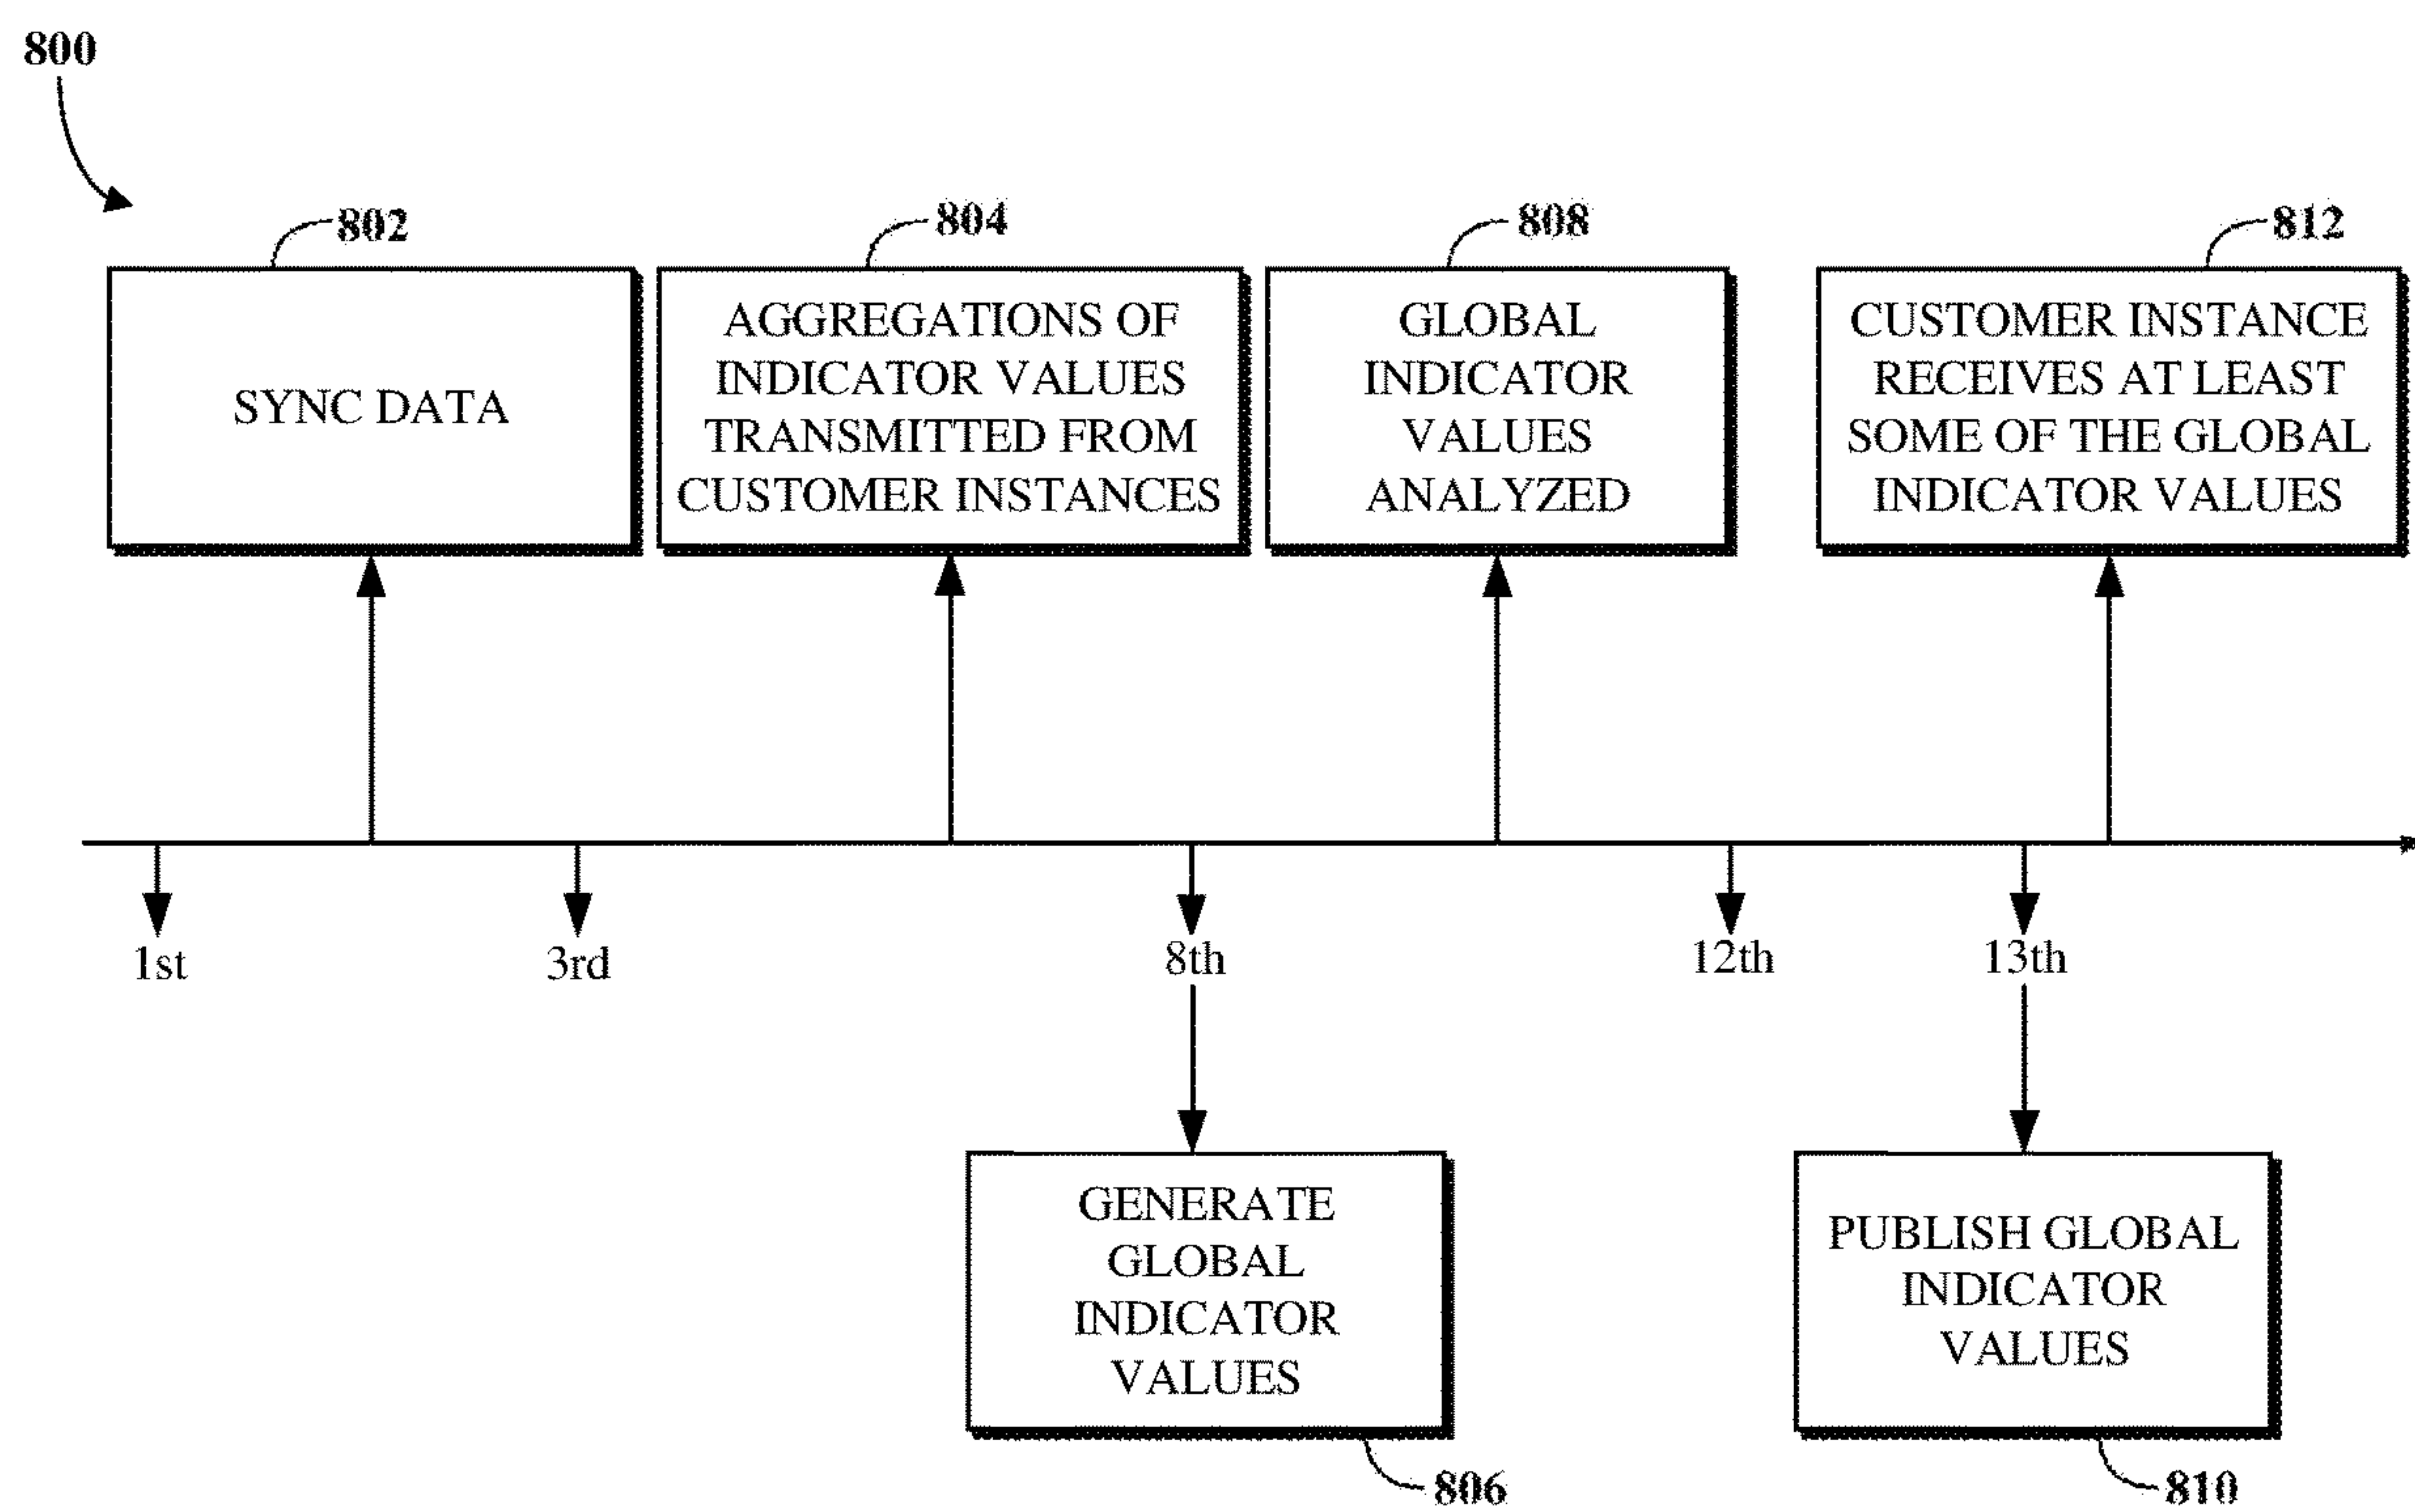 800
802
804
808
812
SYNC DATA
AGGREGATIONS OF
INDICATOR VALUES
TRANSMITTED FROM
CUSTOMER INSTANCES
GLOBAL
INDICATOR
VALUES
ANALYZED
CUSTOMER INSTANCE
RECEIVES AT LEAST
SOME OF THE GLOBAL
INDICATOR VALUES
1st
3rd
8th
12th
13th
GENERATE
GLOBAL
INDICATOR
VALUES
PUBLISH GLOBAL
INDICATOR
VALUES
806
810